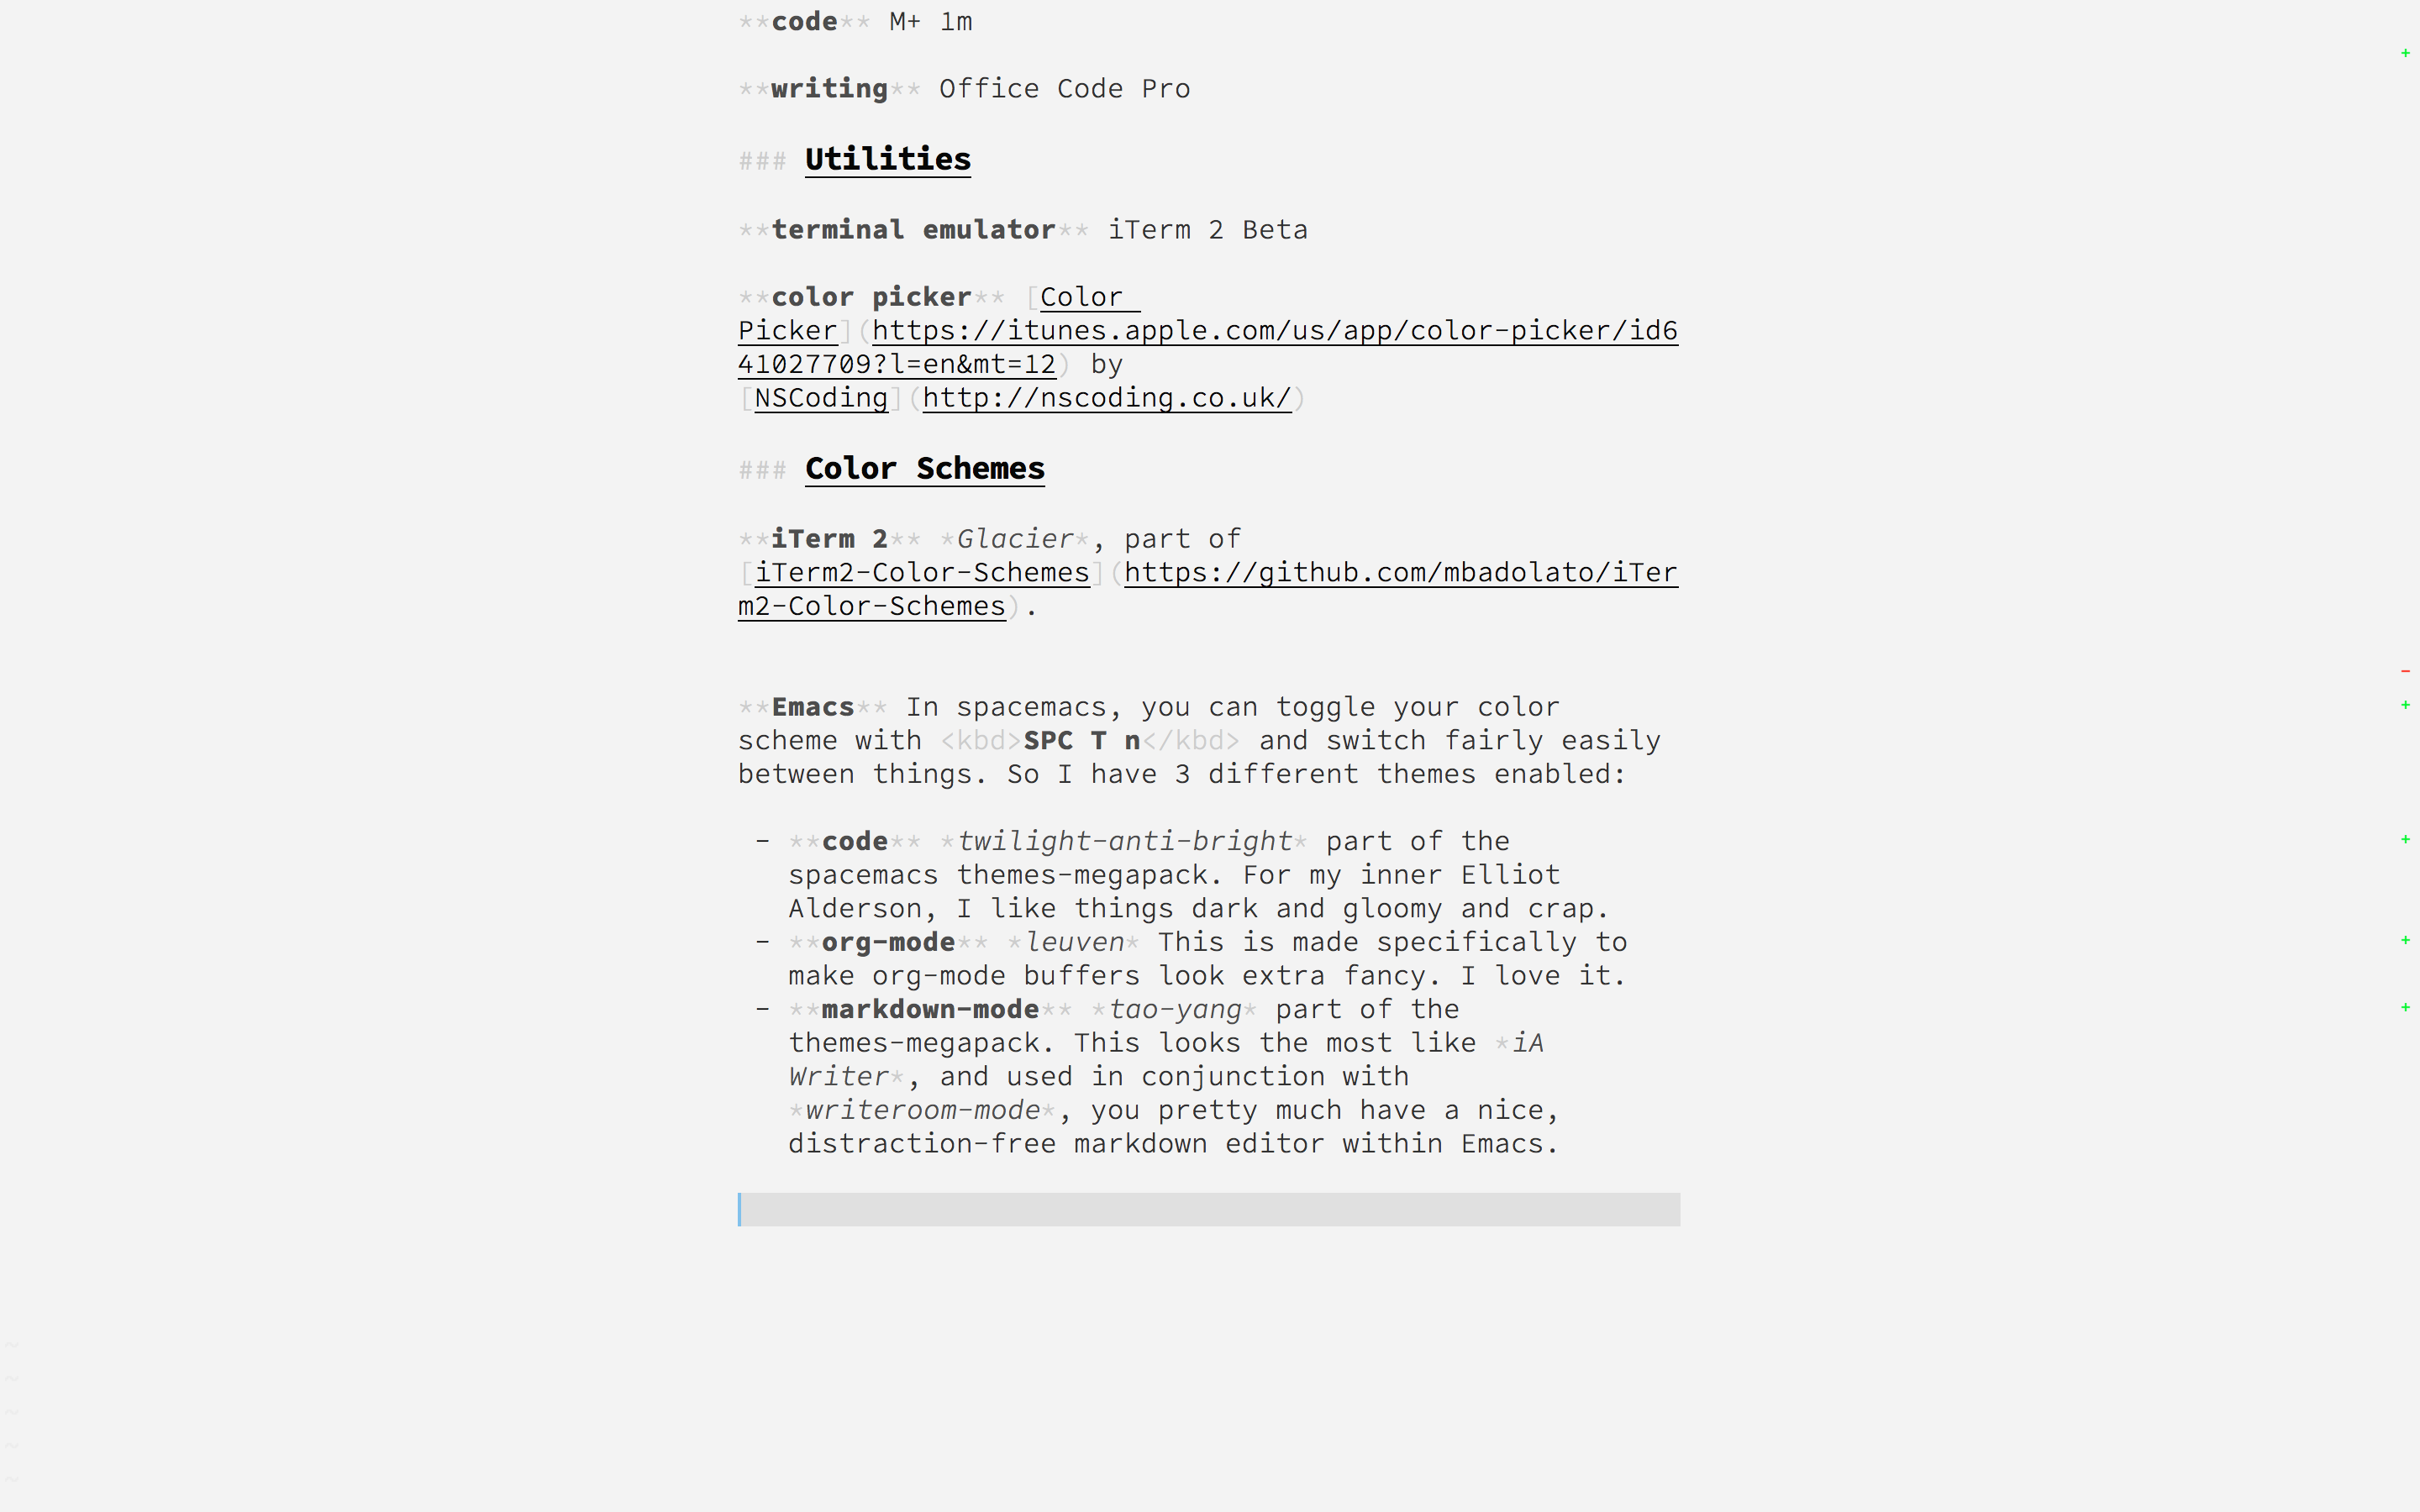 **code** M+ 1m
**writing** Office Code Pro
### Utilities
**terminal emulator** iTerm 2 Beta
**color picker** [Color
Picker](https://itunes.apple.com/us/app/color-picker/id6
41027709?l=en&mt=12) by
[NSCoding](http://nscoding.co.uk/)
### Color Schemes
**iTerm 2** *Glacier*, part of
[iTerm2-Color-Schemes](https://github.com/mbadolato/iTer
m2-Color-Schemes).
**Emacs** In spacemacs, you can toggle your color
scheme with <kbd>SPC T n</kbd> and switch fairly easily
between things. So I have 3 different themes enabled:
- **code** *twilight-anti-bright* part of the
spacemacs themes-megapack. For my inner Elliot
Alderson, I like things dark and gloomy and crap.
- **org-mode** *leuven* This is made specifically to
make org-mode buffers look extra fancy. I love it.
- **markdown-mode** *tao-yang* part of the
themes-megapack. This looks the most like *iA
Writer*, and used in conjunction with
*writeroom-mode*, you pretty much have a nice,
distraction-free markdown editor within Emacs.